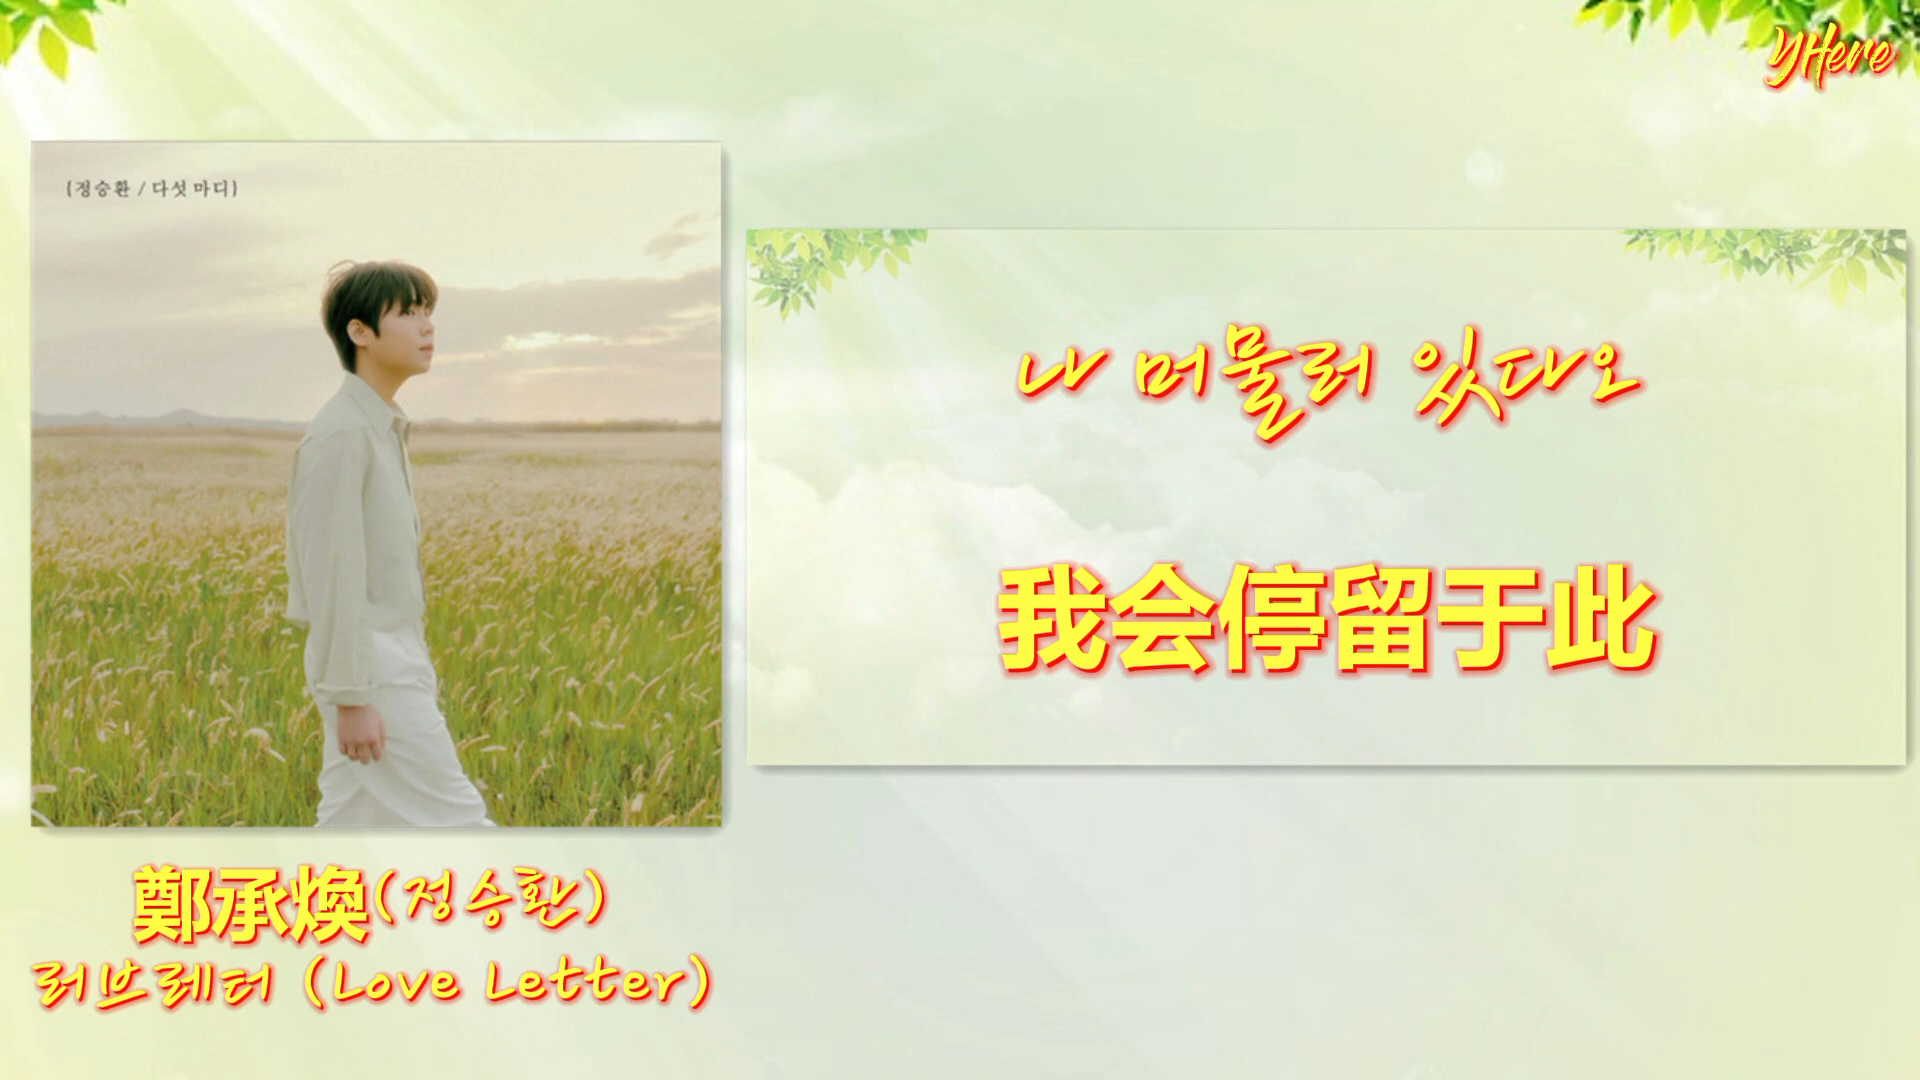 YHere
{정승환 / 다섯 마디}
나 머물러 있다오
我会停留于此
鄭承煥(정승환)
러브레터 (Love Letter)